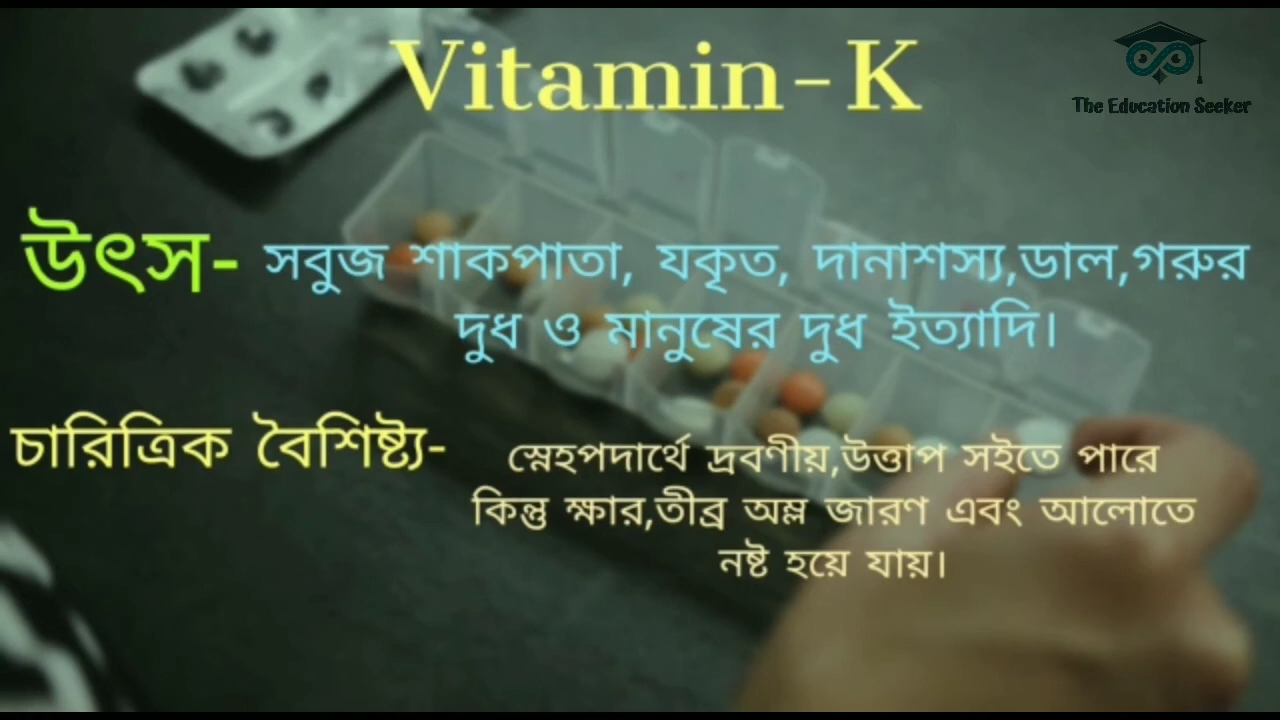 Vitamin-K
The Education Seeker
উৎস- সবুজ শাকপাতা, যকৃত, দানাশস্য,ডাল,গরুর
দুধ ও মানুষের দুধ ইত্যাদি।
চারিত্রিক বৈশিষ্ট্য- স্নেহপদার্থে দ্রবণীয়,উত্তাপ সইতে পারে
কিন্তু ক্ষার,তীব্র অম্ল জারণ এবং আলোতে
নষ্ট হয়ে যায়।